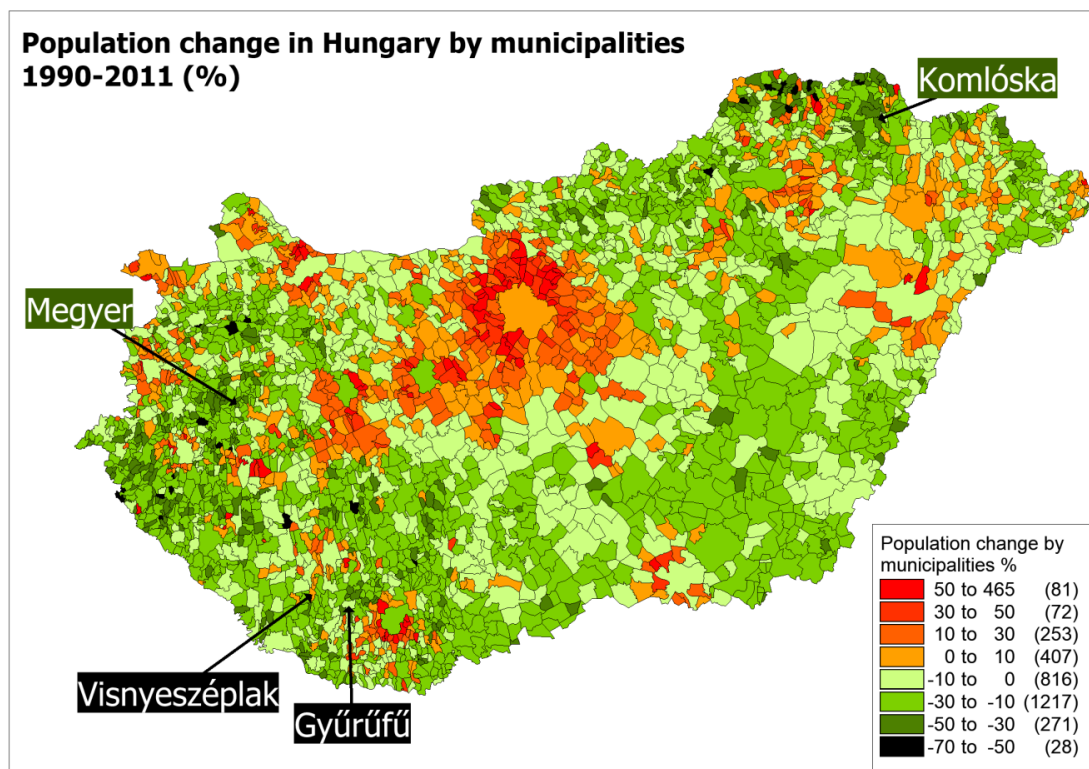 Population change in Hungary by municipalities
1990-2011 (%)
Komlóska
Megyer
Visnyeszéplak
Gyűrűfű
Population change by
municipalities %
50 to 465 (81)
30 to 50 (72)
10 to 30 (253)
0 to 10 (407)
-10 to 0 (816)
-30 to -10 (1217)
-50 to -30 (271)
-70 to -50 (28)